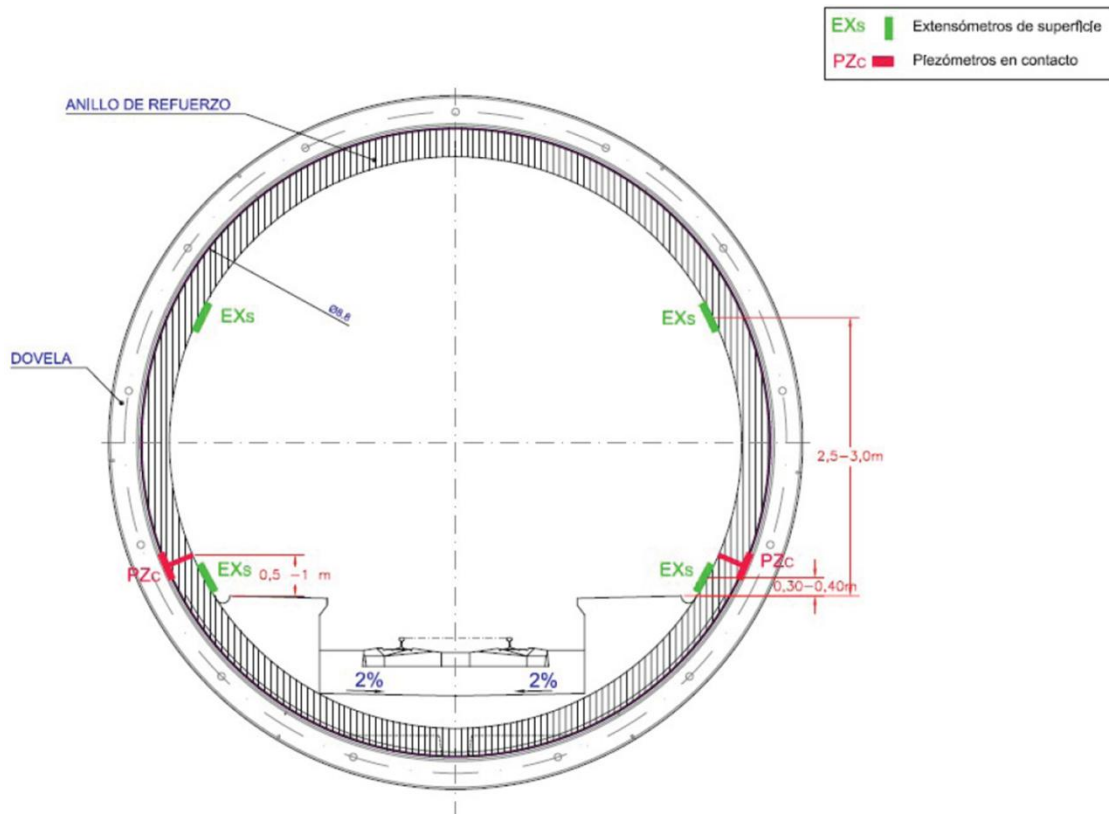 EXs Extensómetros de superficie
PZc Piezómetros en contacto
ANILLO DE REFUERZO
EXs
EXs
Ø8,8
DOVELA
2,5-3,0m
PZc
EXs
0,5 -1 m
EXs
PZc
0,30-0,40m
2%
2%